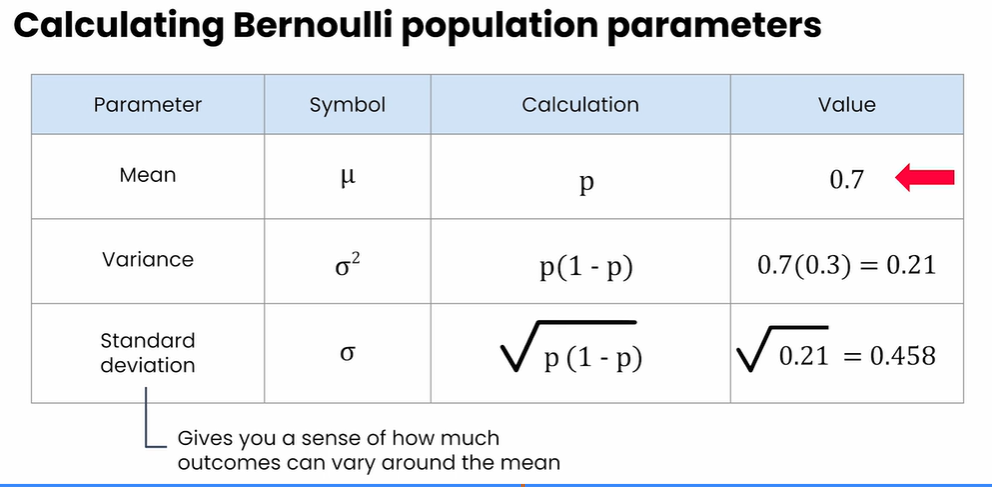 Calculating Bernoulli population parameters
Parameter Symbol Calculation Value
Mean μ p 0.7
Variance σ² p(1 - p) 0.7(0.3) = 0.21
Standard
deviation σ √p (1 - p) √0.21 = 0.458
Gives you a sense of how much
outcomes can vary around the mean